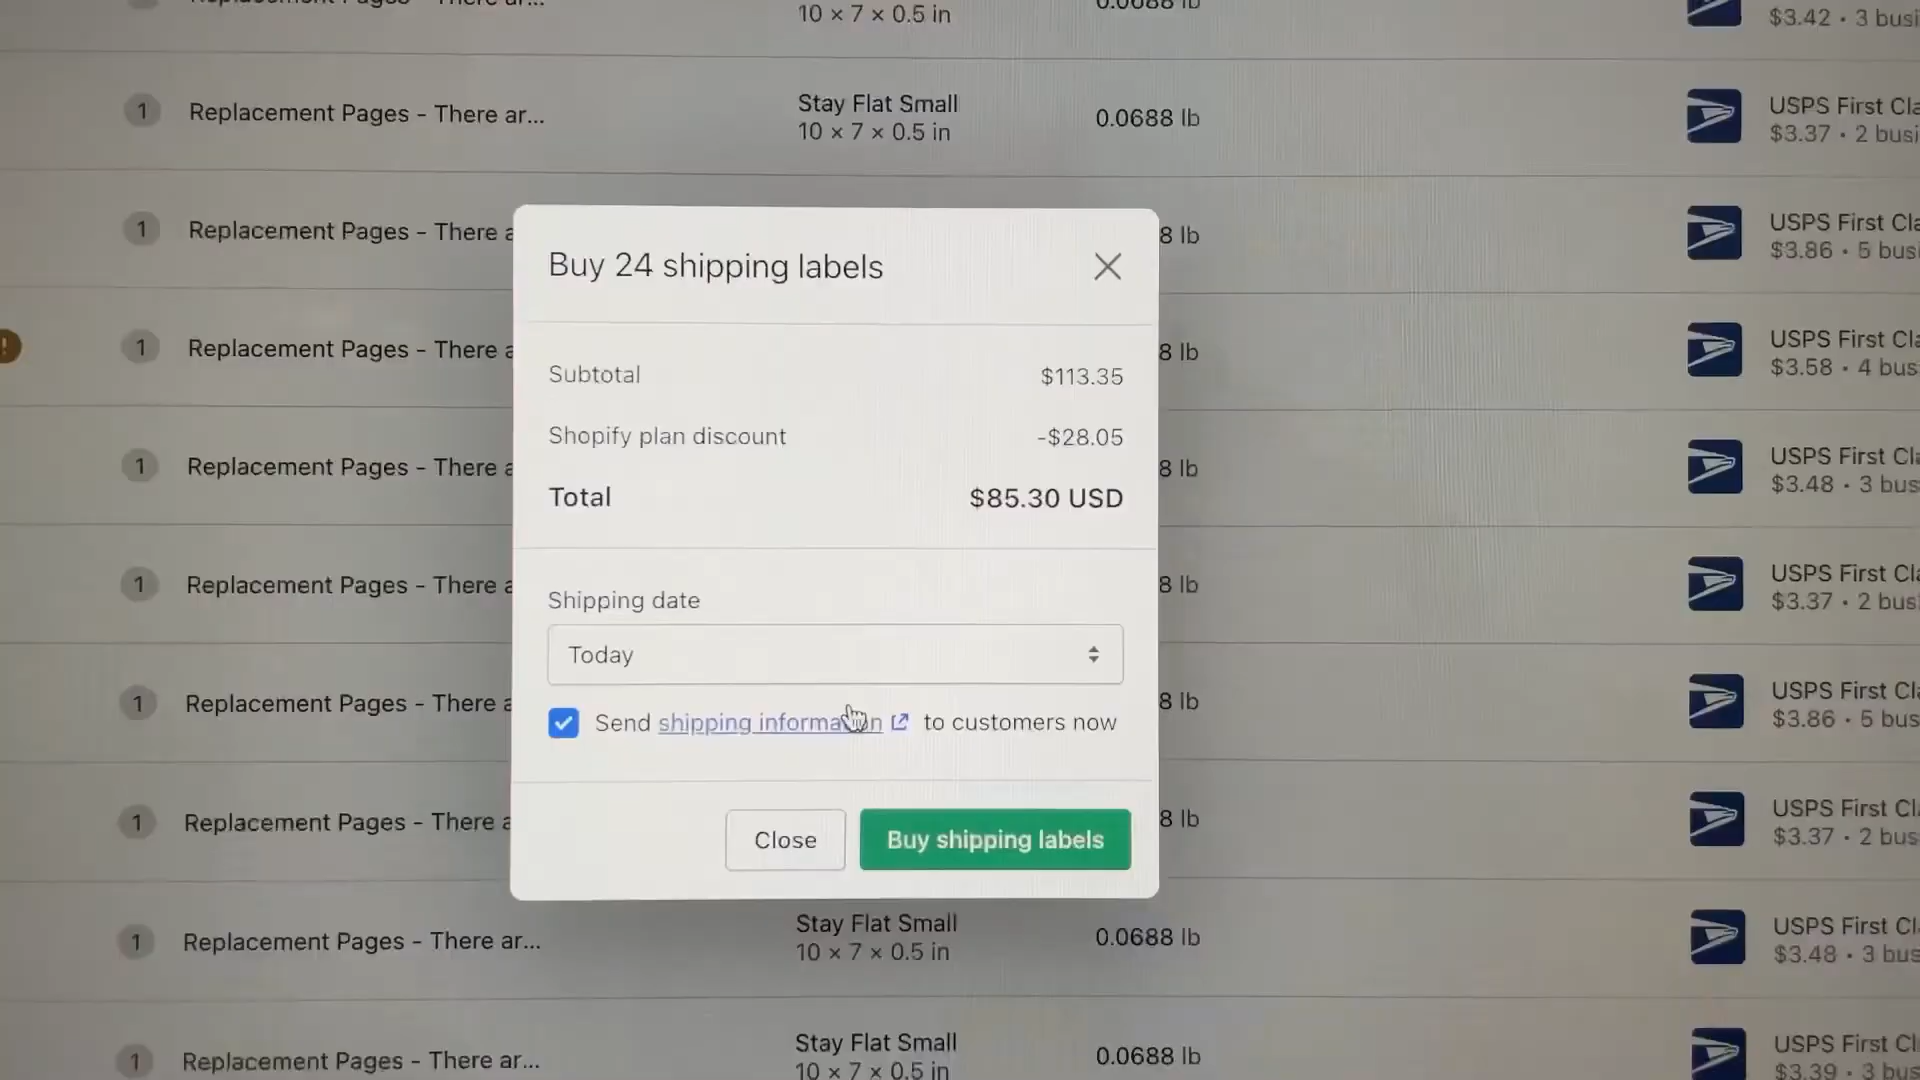 Replacement Pages - There ar...
10 × 7 × 0.5 in
0.0688 lb
$3.42 • 3 busi
1
Replacement Pages - There ar...
Stay Flat Small
10 × 7 × 0.5 in
0.0688 lb
USPS First Cla
$3.37 • 2 busi
1
Replacement Pages - There a
8 lb
USPS First Cla
$3.86 • 5 bus
!
1
Replacement Pages - There a
8 lb
USPS First Cla
$3.58 • 4 bus
1
Replacement Pages - There a
8 lb
USPS First Cla
$3.48 • 3 bus
1
Replacement Pages - There a
8 lb
USPS First Cla
$3.37 • 2 bus
1
Replacement Pages - There a
8 lb
USPS First Cla
$3.86 • 5 bus
1
Replacement Pages - There a
8 lb
USPS First Cla
$3.37 • 2 bus
1
Replacement Pages - There ar...
Stay Flat Small
10 × 7 × 0.5 in
0.0688 lb
USPS First Cl
$3.48 • 3 bus
1
Replacement Pages - There ar...
Stay Flat Small
10 × 7 × 0.5 in
0.0688 lb
USPS First Cl
$3.39 • 3 bus
Buy 24 shipping labels
Subtotal
$113.35
Shopify plan discount
-$28.05
Total
$85.30 USD
Shipping date
Today
Send shipping information to customers now
Close
Buy shipping labels